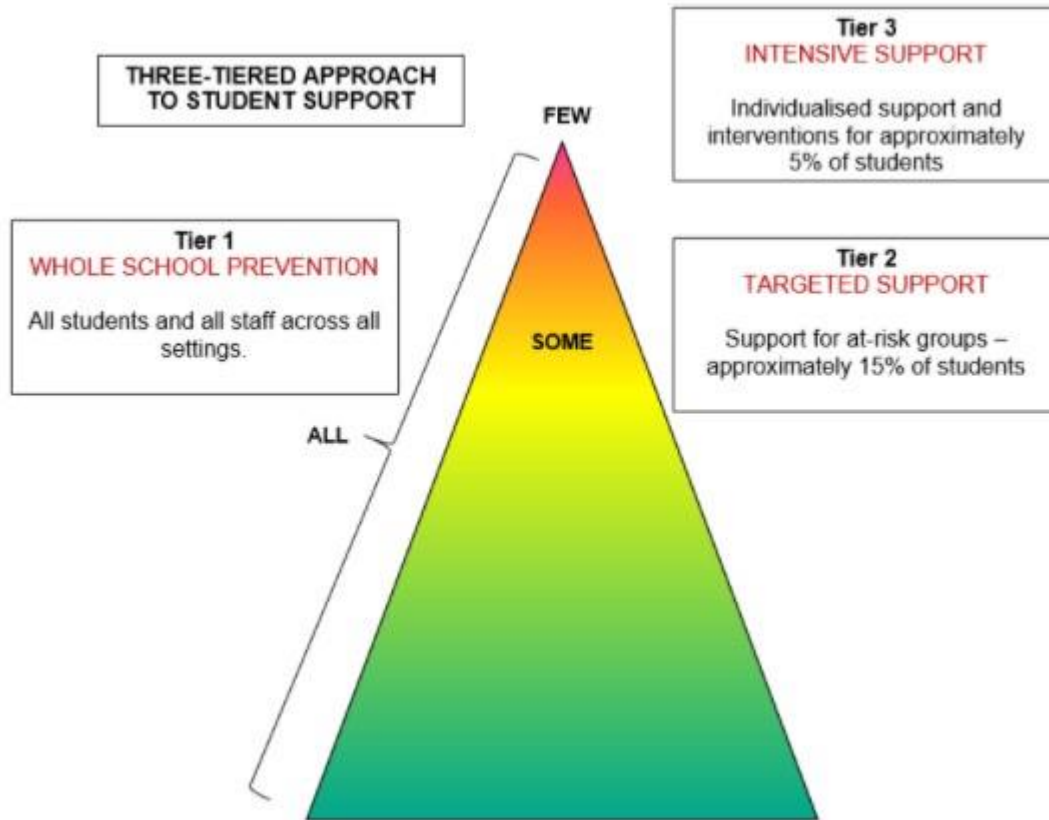 THREE-TIERED APPROACH
TO STUDENT SUPPORT
Tier 3
INTENSIVE SUPPORT
Individualised support and
interventions for approximately
5% of students
FEW
Tier 1
WHOLE SCHOOL PREVENTION
All students and all staff across all
settings.
Tier 2
TARGETED SUPPORT
Support for at-risk groups –
approximately 15% of students
SOME
ALL